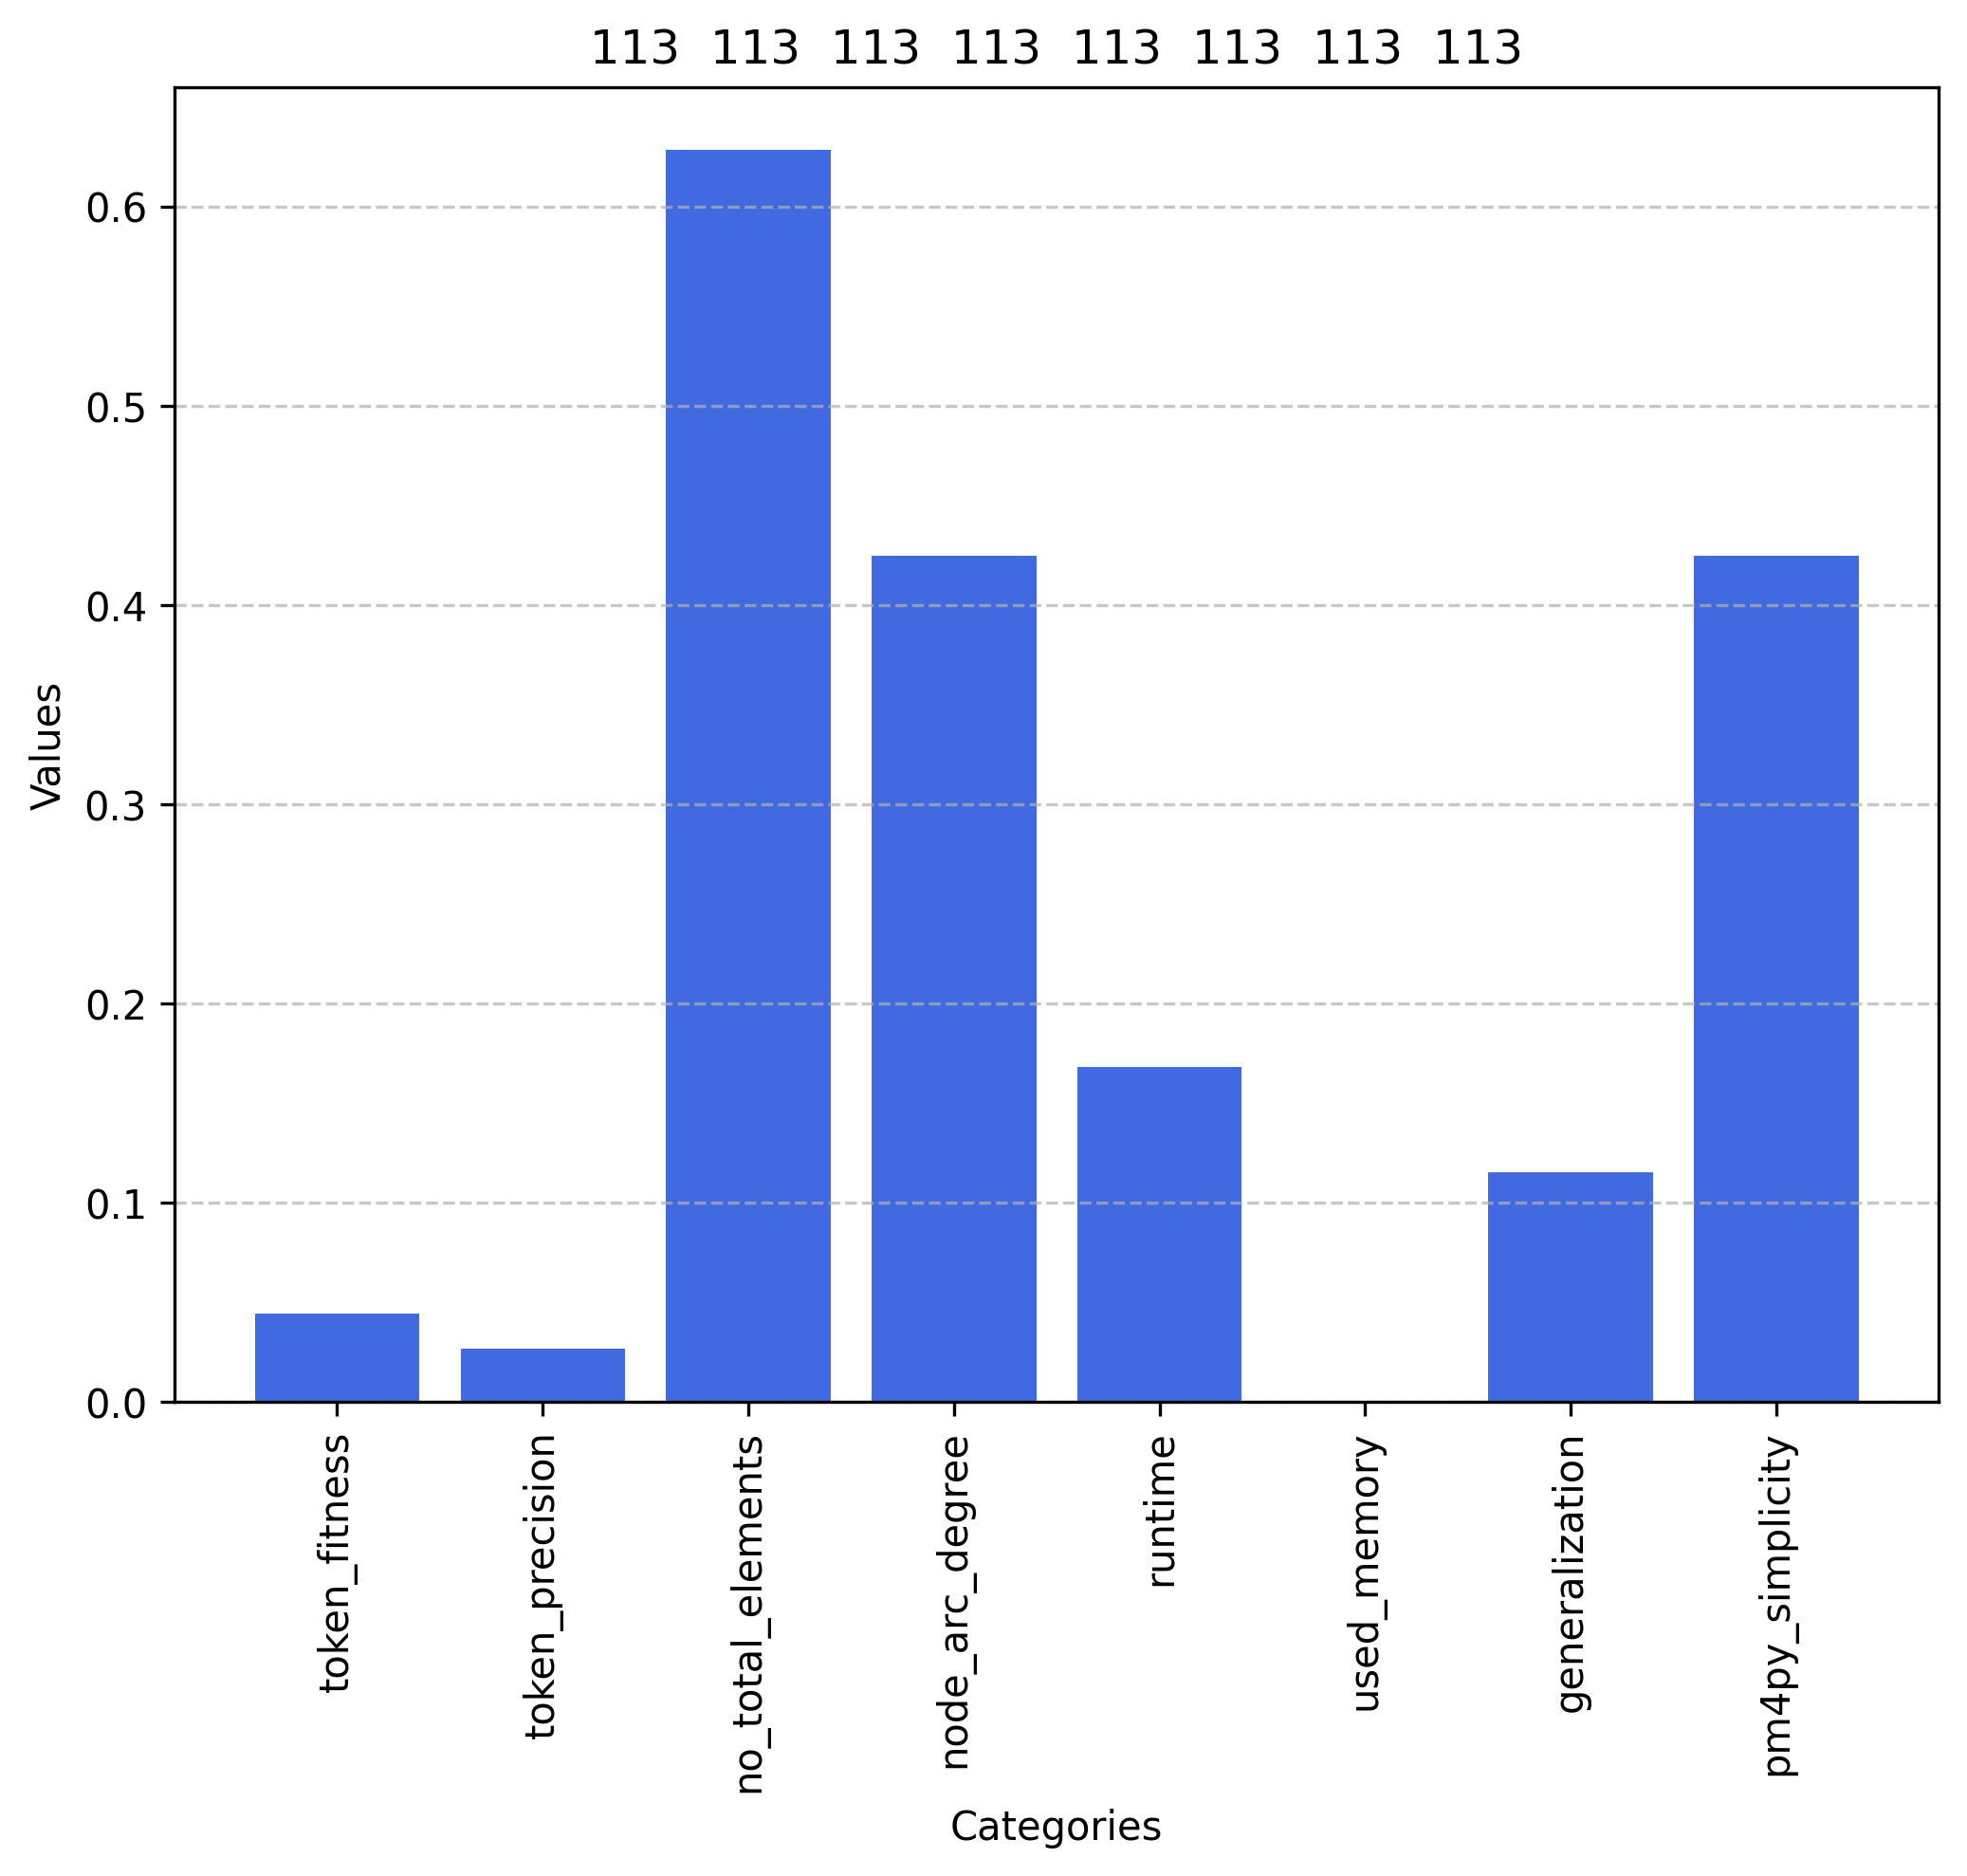 113 113 113 113 113 113 113 113
Values
0.6
0.5
0.4
0.3
0.2
0.1
0.0
token_fitness
token_precision
no_total_elements
node_arc_degree
runtime
used_memory
generalization
pm4py_simplicity
Categories